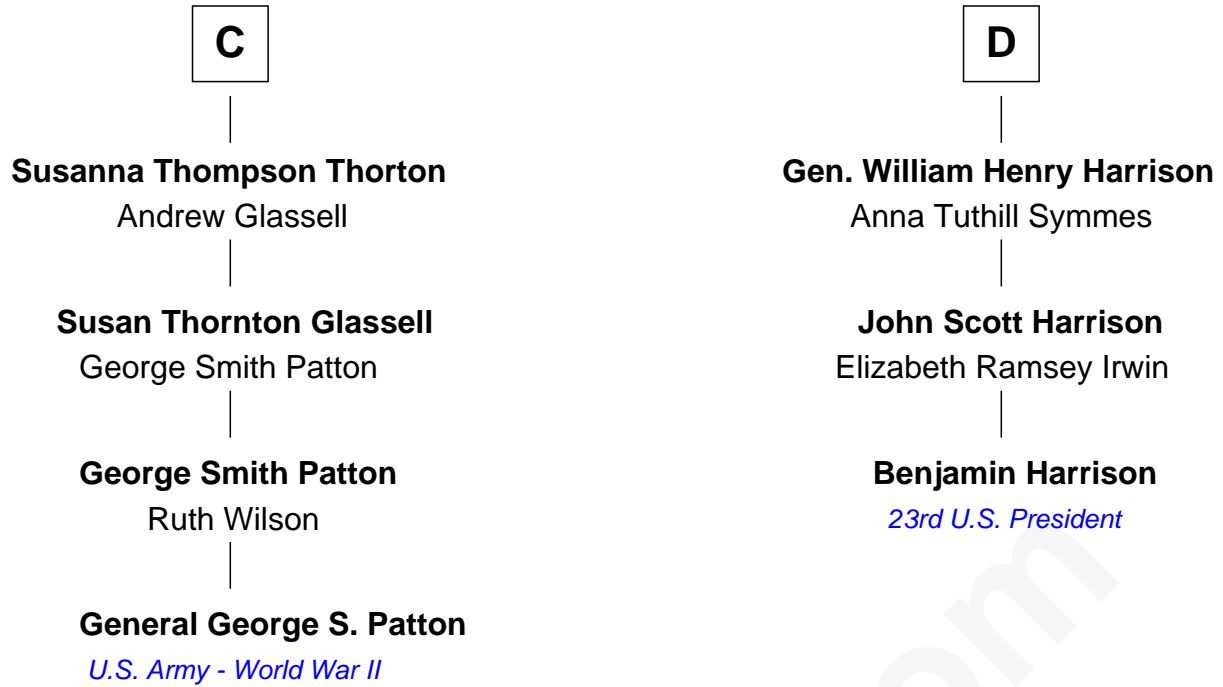 C
Susanna Thompson Thorton
Andrew Glassell
Susan Thornton Glassell
George Smith Patton
George Smith Patton
Ruth Wilson
General George S. Patton
U.S. Army - World War II
D
Gen. William Henry Harrison
Anna Tuthill Symmes
John Scott Harrison
Elizabeth Ramsey Irwin
Benjamin Harrison
23rd U.S. President
om